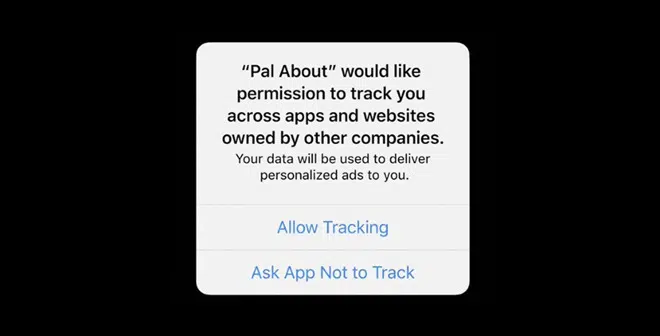 “Pal About” would like
permission to track you
across apps and websites
owned by other companies.
Your data will be used to deliver
personalized ads to you.
Allow Tracking
Ask App Not to Track